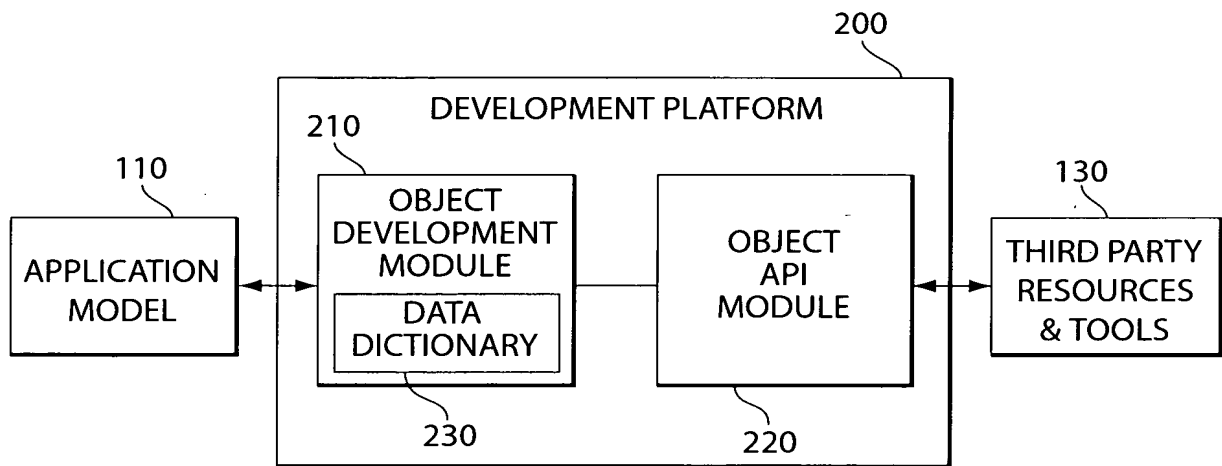 200
DEVELOPMENT PLATFORM
210
110
130
OBJECT
DEVELOPMENT
MODULE
OBJECT
API
MODULE
APPLICATION
MODEL
THIRD PARTY
RESOURCES
& TOOLS
DATA
DICTIONARY
230
220